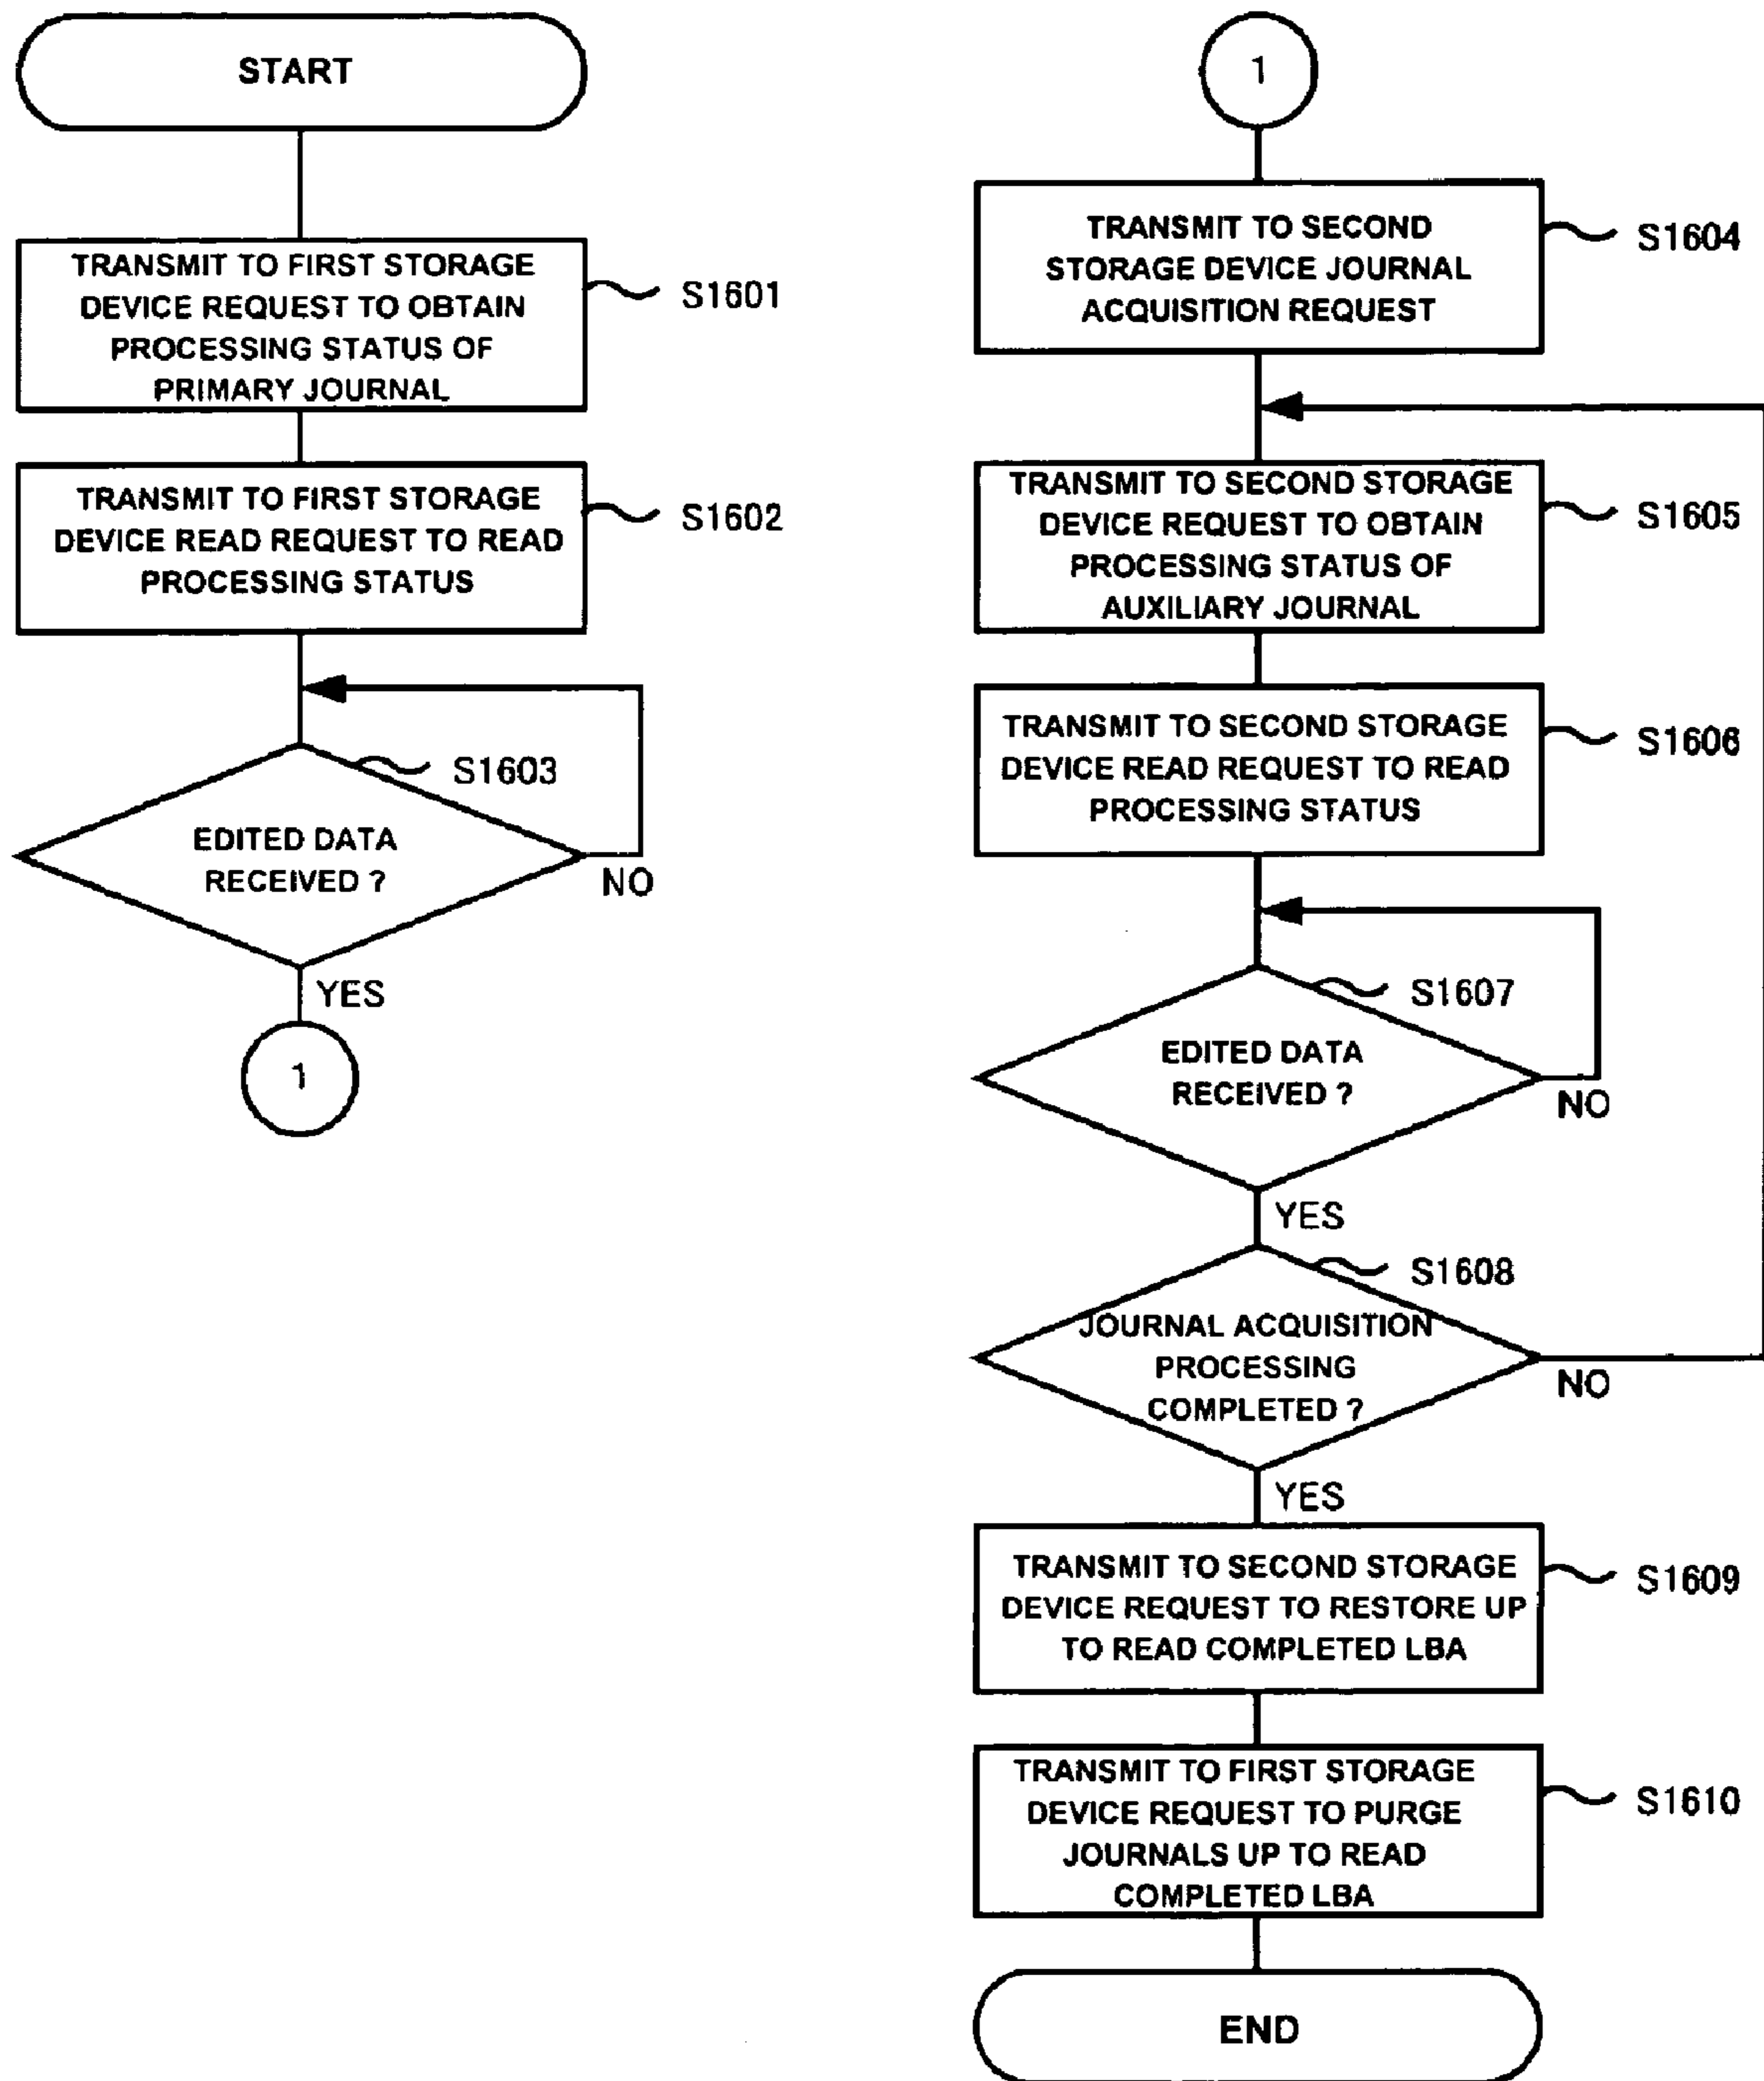 START
TRANSMIT TO FIRST STORAGE
DEVICE REQUEST TO OBTAIN
PROCESSING STATUS OF
PRIMARY JOURNAL
S1601
TRANSMIT TO FIRST STORAGE
DEVICE READ REQUEST TO READ
PROCESSING STATUS
S1602
S1603
EDITED DATA
RECEIVED ?
NO
YES
1
1
TRANSMIT TO SECOND
STORAGE DEVICE JOURNAL
ACQUISITION REQUEST
S1604
TRANSMIT TO SECOND STORAGE
DEVICE REQUEST TO OBTAIN
PROCESSING STATUS OF
AUXILIARY JOURNAL
S1605
TRANSMIT TO SECOND STORAGE
DEVICE READ REQUEST TO READ
PROCESSING STATUS
S1606
S1607
EDITED DATA
RECEIVED ?
NO
YES
S1608
JOURNAL ACQUISITION
PROCESSING
COMPLETED ?
NO
YES
TRANSMIT TO SECOND STORAGE
DEVICE REQUEST TO RESTORE UP
TO READ COMPLETED LBA
S1609
TRANSMIT TO FIRST STORAGE
DEVICE REQUEST TO PURGE
JOURNALS UP TO READ
COMPLETED LBA
S1610
END